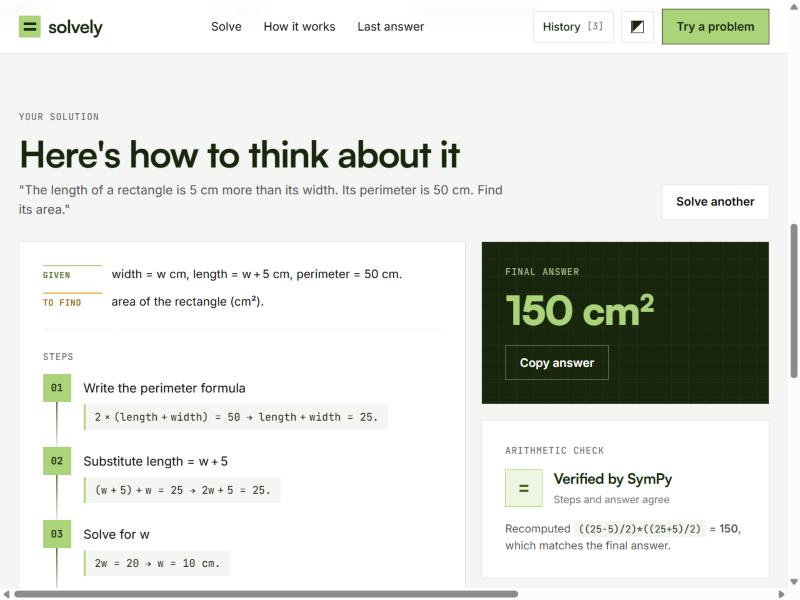 solvely
Solve
How it works
Last answer
History [3]
Try a problem
YOUR SOLUTION
Here's how to think about it
"The length of a rectangle is 5 cm more than its width. Its perimeter is 50 cm. Find
its area."
Solve another
GIVEN
width = w cm, length = w + 5 cm, perimeter = 50 cm.
TO FIND
area of the rectangle (cm²).
STEPS
01
Write the perimeter formula
2 × (length + width) = 50 → length + width = 25.
02
Substitute length = w + 5
(w + 5) + w = 25 → 2w + 5 = 25.
03
Solve for w
2w = 20 → w = 10 cm.
FINAL ANSWER
150 cm²
Copy answer
ARITHMETIC CHECK
=
Verified by SymPy
Steps and answer agree
Recomputed ((25-5)/2)*((25+5)/2) = 150,
which matches the final answer.